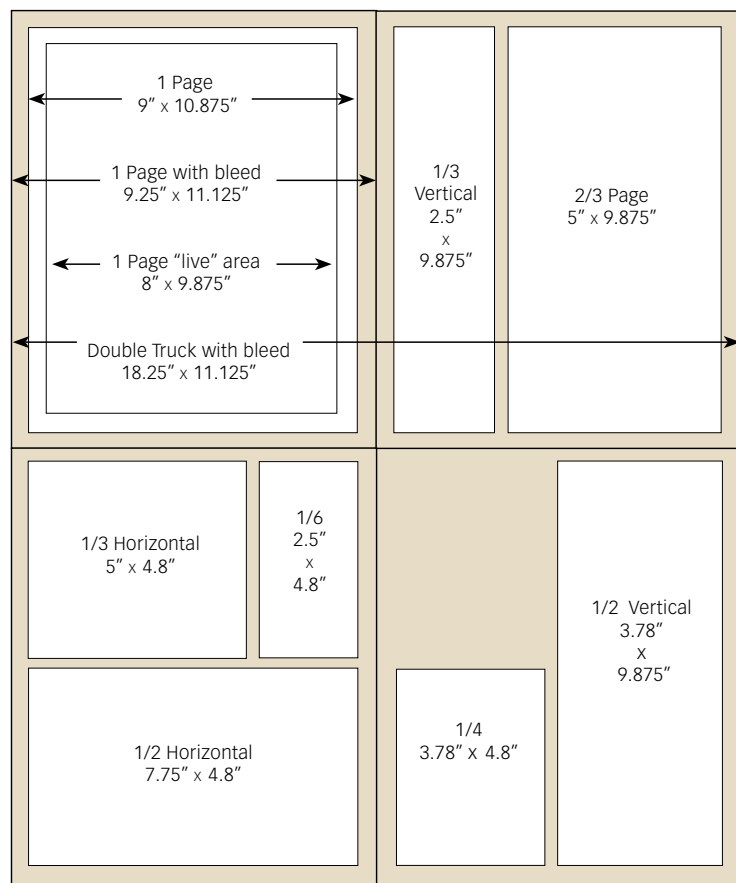 1 Page
9” x 10.875”
1 Page with bleed
9.25” x 11.125”
1 Page “live” area
8” x 9.875”
Double Truck with bleed
18.25” x 11.125”
1/3
Vertical
2.5”
x
9.875”
2/3 Page
5” x 9.875”
1/3 Horizontal
5” x 4.8”
1/6
2.5”
x
4.8”
1/2 Horizontal
7.75” x 4.8”
1/4
3.78” x 4.8”
1/2 Vertical
3.78”
x
9.875”